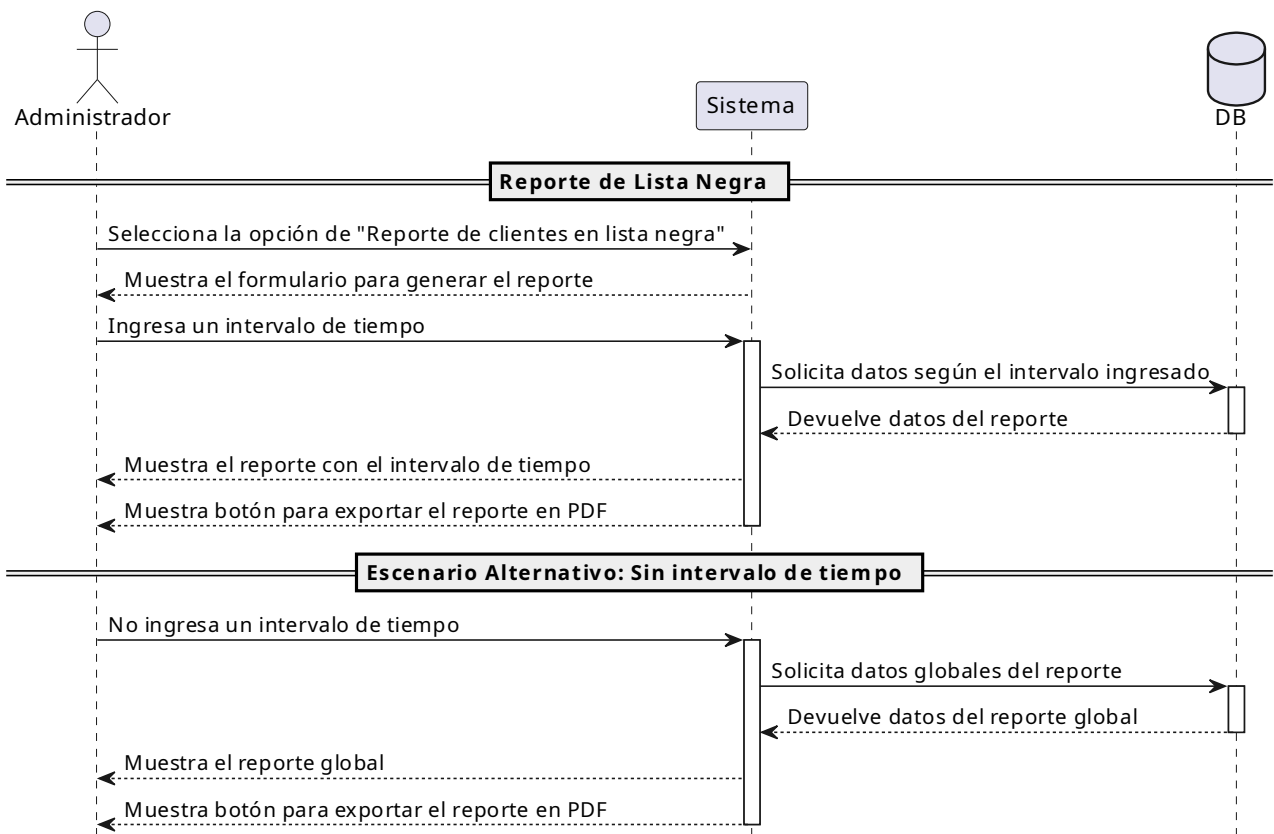 Administrador
Sistema
DB
Reporte de Lista Negra
Selecciona la opción de "Reporte de clientes en lista negra"
Muestra el formulario para generar el reporte
Ingresa un intervalo de tiempo
Solicita datos según el intervalo ingresado
Devuelve datos del reporte
Muestra el reporte con el intervalo de tiempo
Muestra botón para exportar el reporte en PDF
Escenario Alternativo: Sin intervalo de tiempo
No ingresa un intervalo de tiempo
Solicita datos globales del reporte
Devuelve datos del reporte global
Muestra el reporte global
Muestra botón para exportar el reporte en PDF